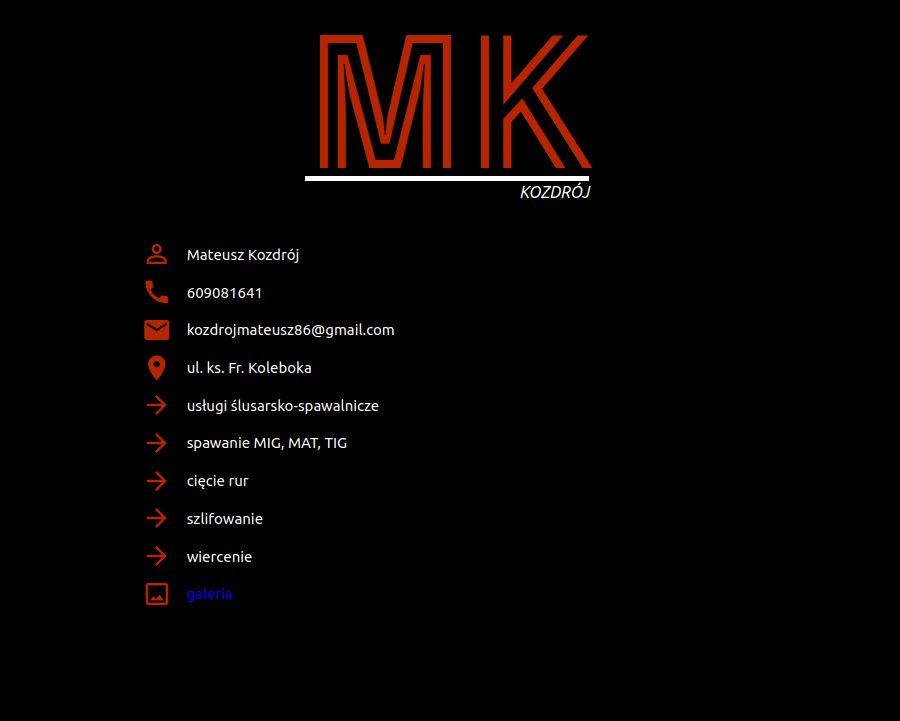 MK
KOZDRÓJ
Mateusz Kozdrój
609081641
kozdrojmateusz86@gmail.com
ul. ks. Fr. Koleboka
usługi ślusarsko-spawalnicze
spawanie MIG, MAT, TIG
cięcie rur
szlifowanie
wiercenie
galeria